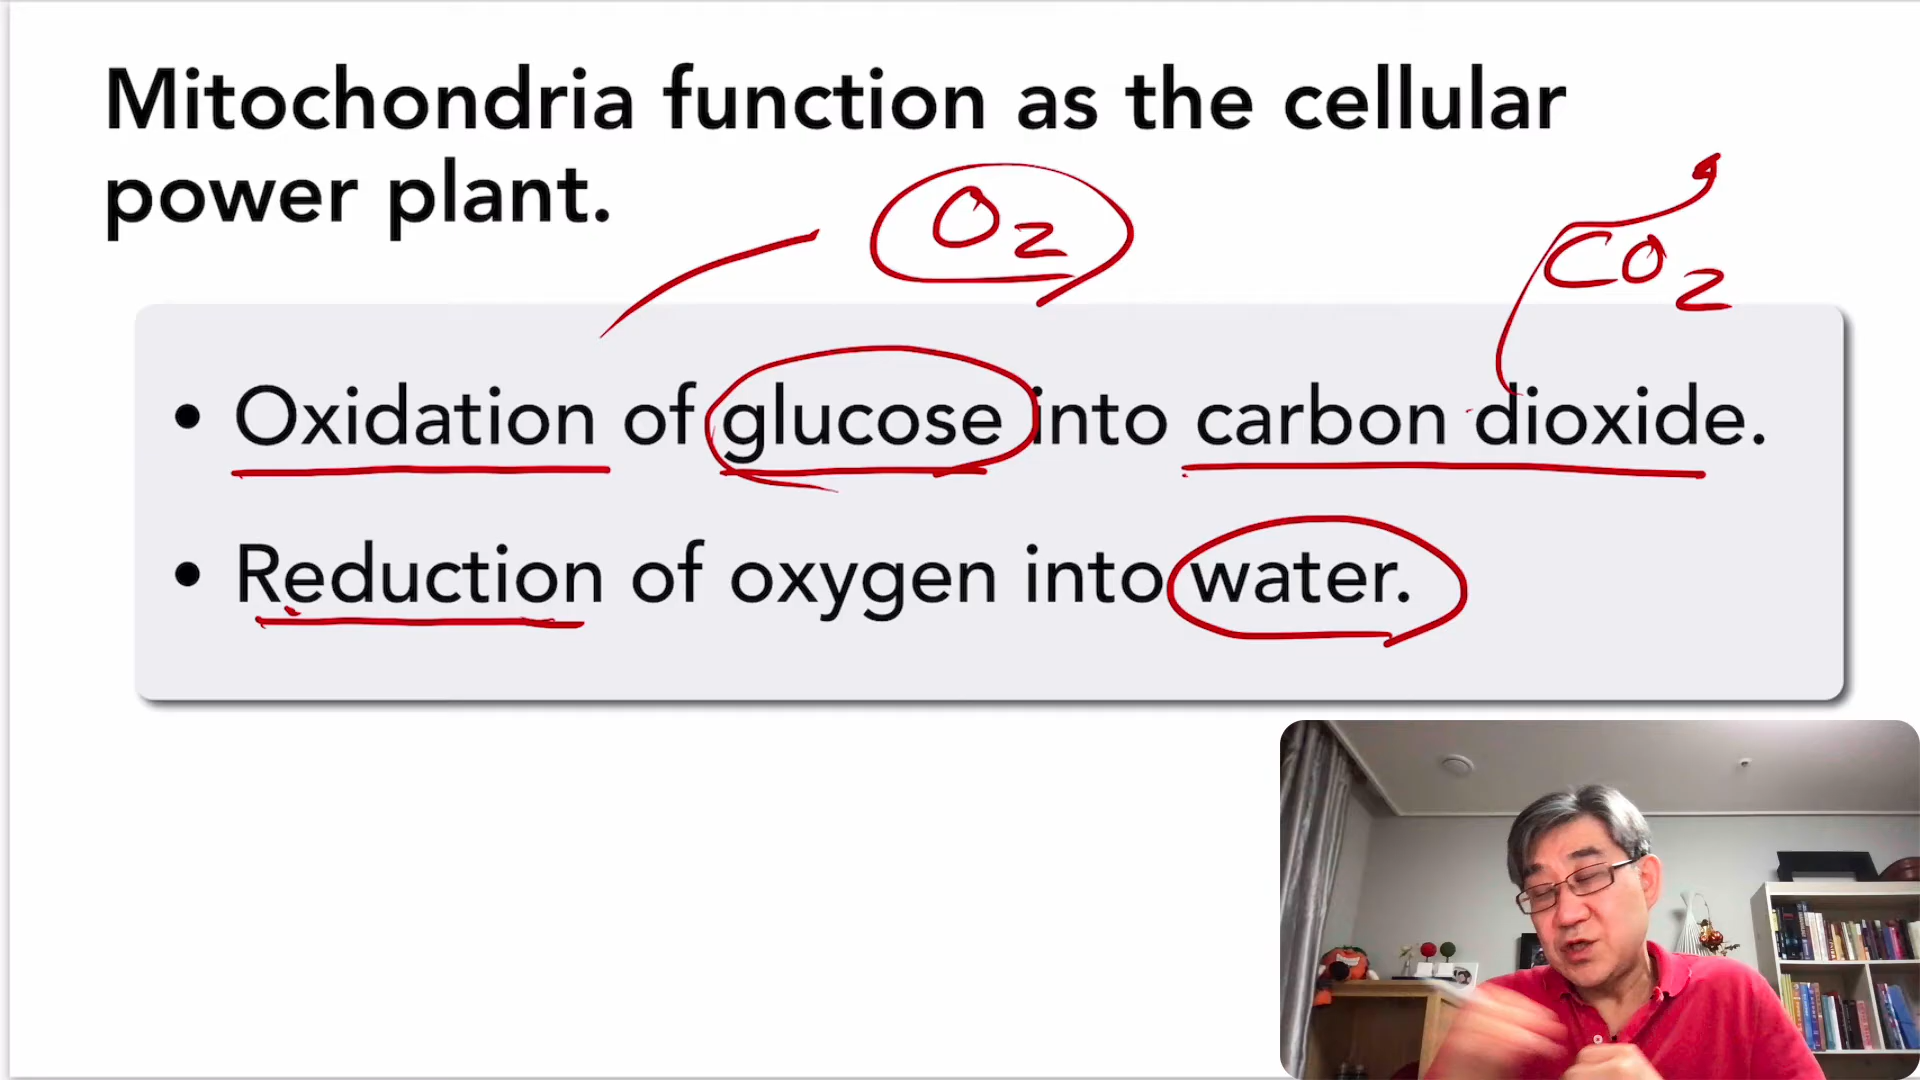 Mitochondria function as the cellular
power plant.
O2
CO2
• Oxidation of glucose into carbon dioxide.
• Reduction of oxygen into water.